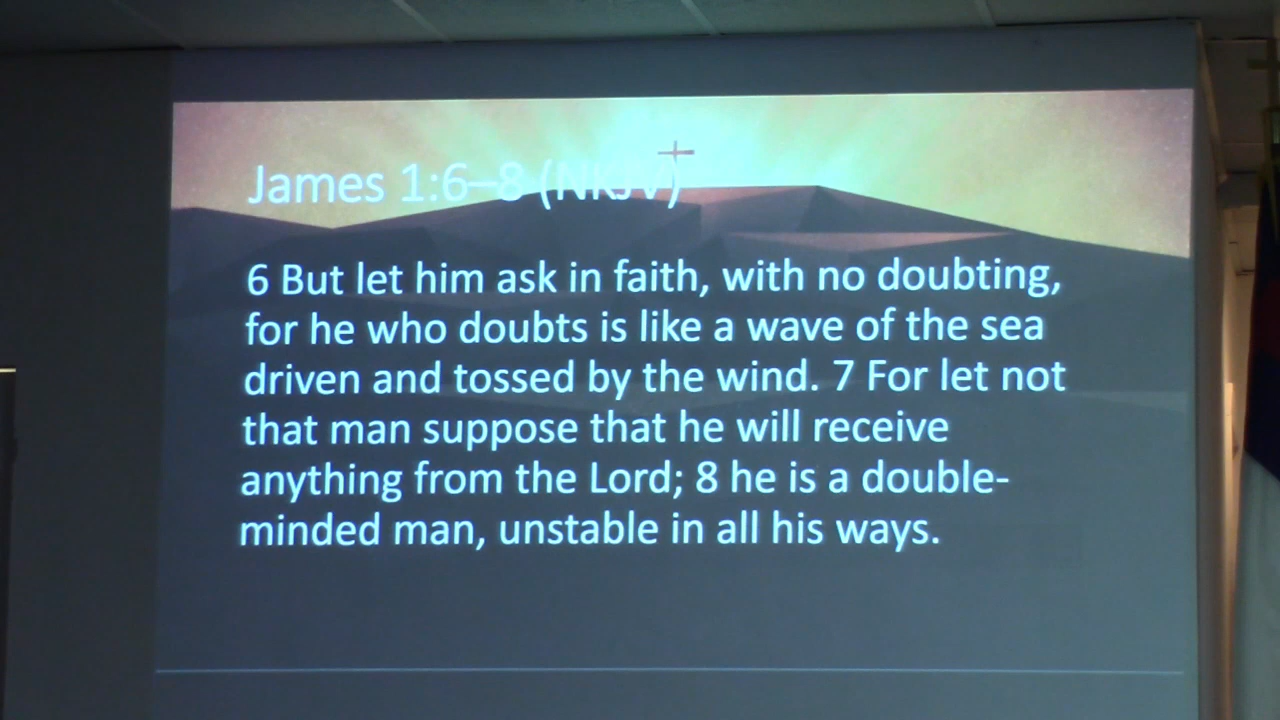 James 1:6–8 (NKJV)
6 But let him ask in faith, with no doubting,
for he who doubts is like a wave of the sea
driven and tossed by the wind. 7 For let not
that man suppose that he will receive
anything from the Lord; 8 he is a double-
minded man, unstable in all his ways.